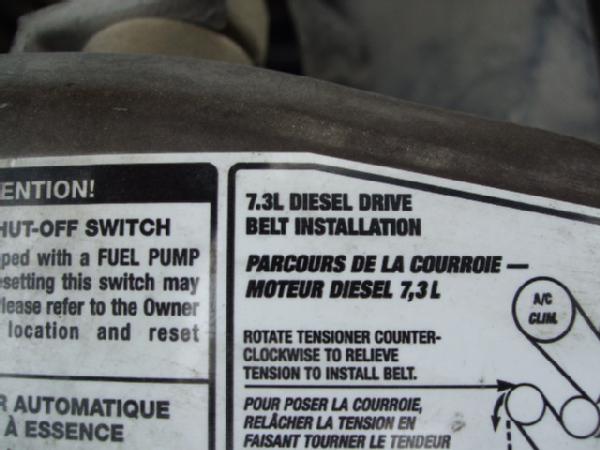 ENTION!
HUT-OFF SWITCH
ped with a FUEL PUMP
setting this switch may
lease refer to the Owner
location and reset
R AUTOMATIQUE
À ESSENCE
7.3L DIESEL DRIVE
BELT INSTALLATION
PARCOURS DE LA COURROIE —
MOTEUR DIESEL 7,3 L
ROTATE TENSIONER COUNTER-
CLOCKWISE TO RELIEVE
TENSION TO INSTALL BELT.
POUR POSER LA COURROIE,
RELÂCHER LA TENSION EN
FAISANT TOURNER LE TENDEUR
A/C
CLIM.